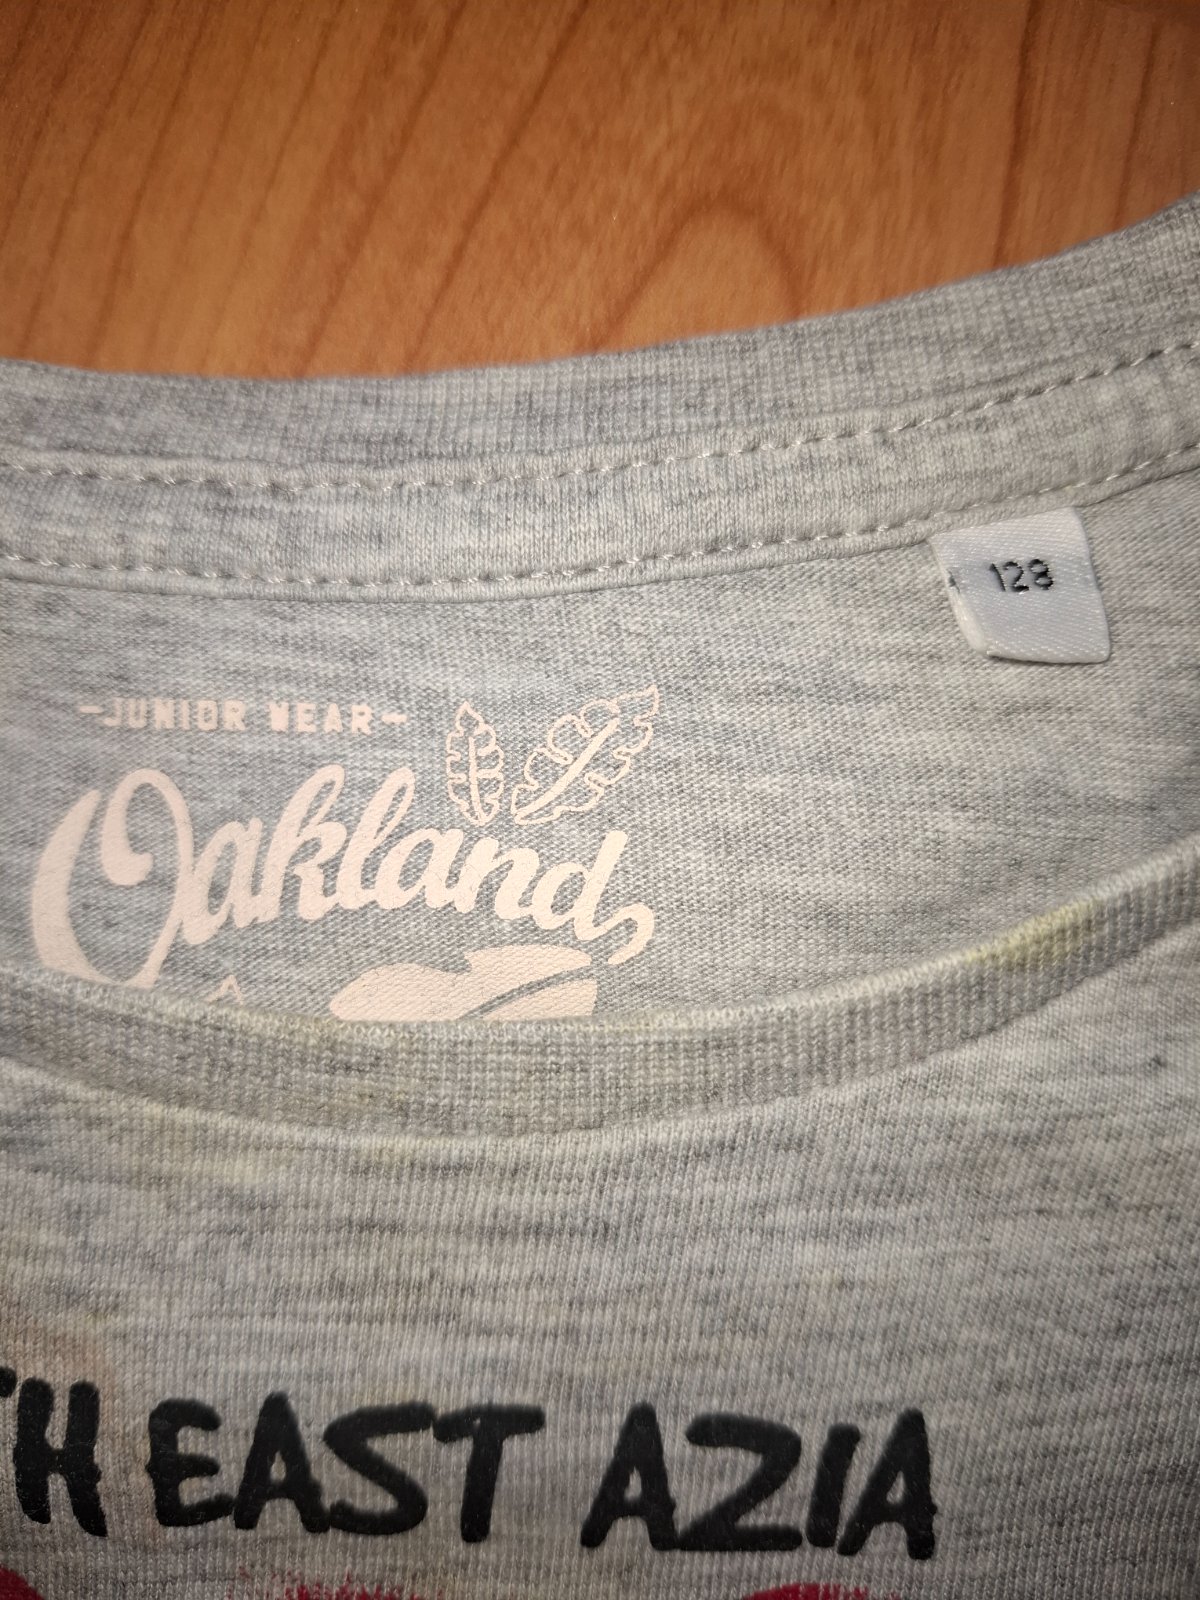 128
-JUNIOR WEAR-
Oakland
TH EAST AZIA